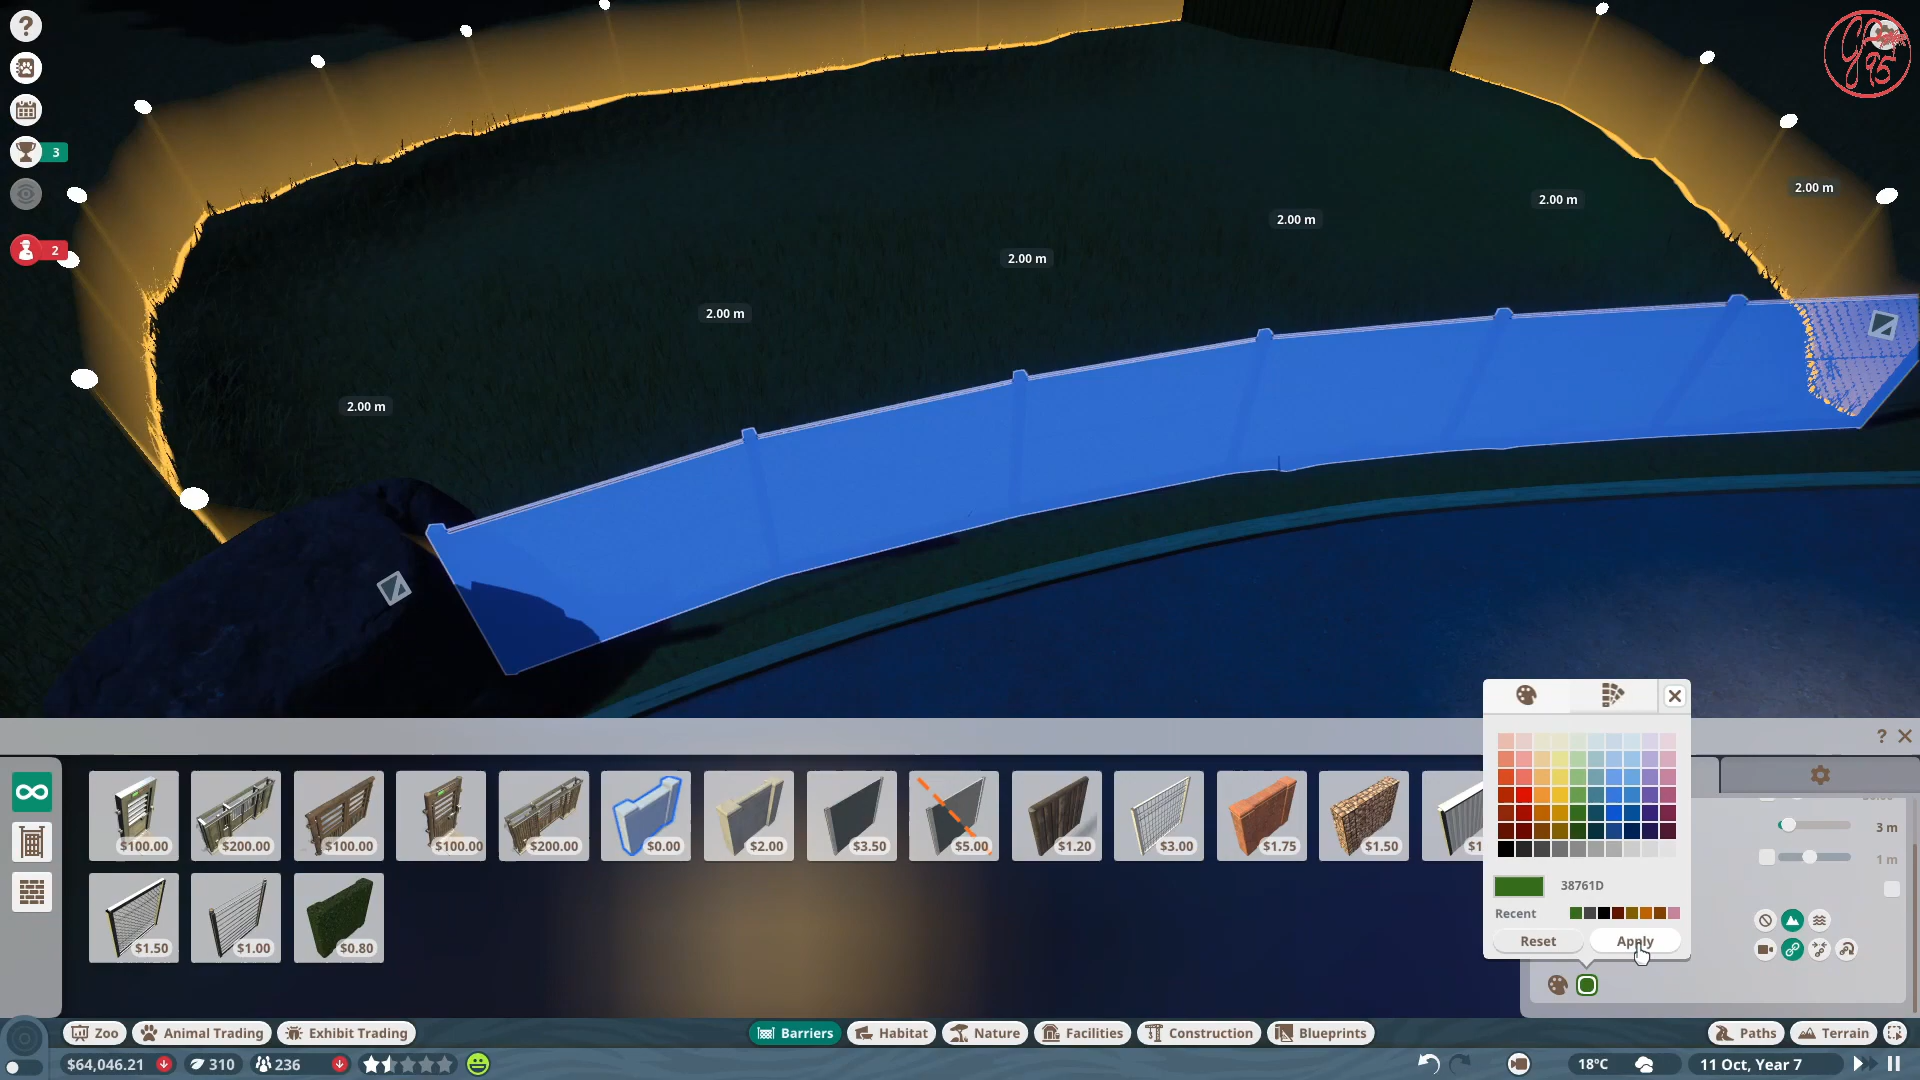 ?
G
95
3
2
2.00 m
2.00 m
2.00 m
2.00 m
2.00 m
2.00 m
?
$100.00
$200.00
$100.00
$100.00
$200.00
$0.00
$2.00
$3.50
$5.00
$1.20
$3.00
$1.75
$1.50
$1
$1.50
$1.00
$0.80
38761D
Recent
Reset
Apply
3 m
1 m
Zoo
Animal Trading
Exhibit Trading
Barriers
Habitat
Nature
Facilities
Construction
Blueprints
Paths
Terrain
$64,046.21
310
236
18°C
11 Oct, Year 7